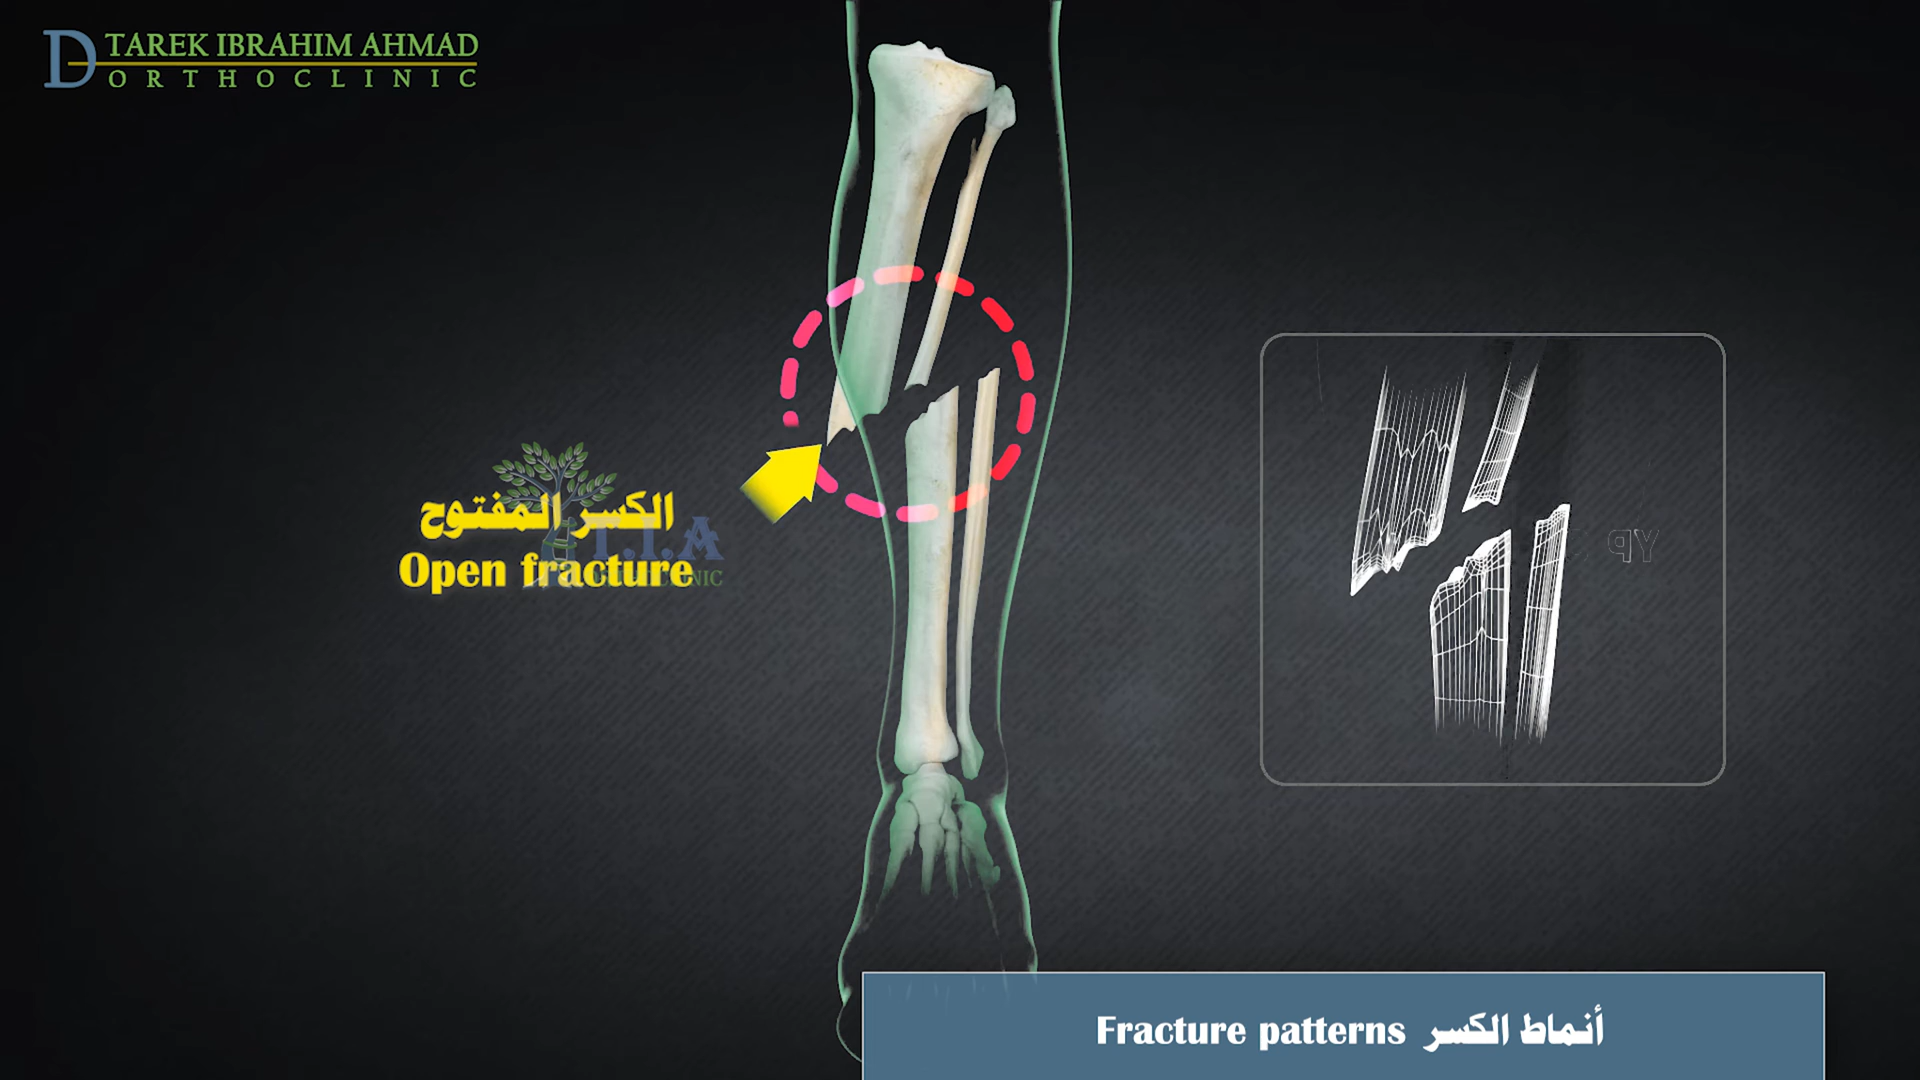 D TAREK IBRAHIM AHMAD
ORTHOCLINIC
الكسر المفتوح
T.I.A
Open fracture
Fracture patterns أنماط الكسر